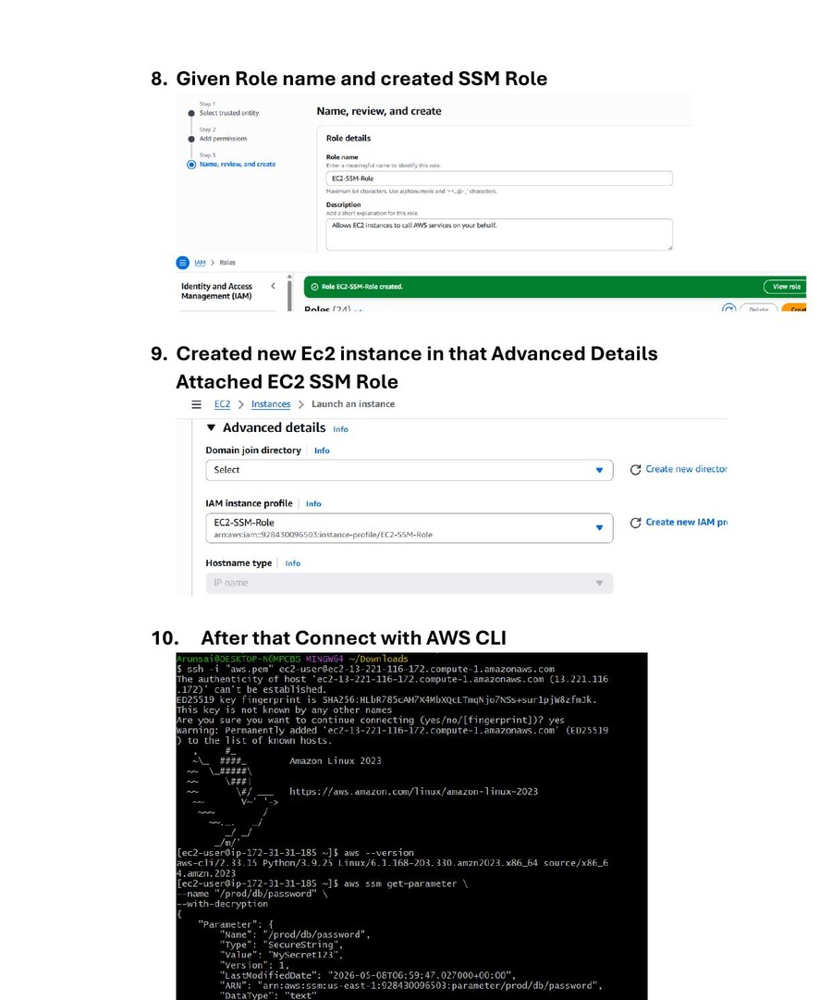 8. Given Role name and created SSM Role
Step 1
Select trusted entity
Step 2
Add permissions
Step 3
Name, review, and create
Name, review, and create
Role details
Role name
Enter a meaningful name to identify this role.
EC2-SSM-Role
Maximum 64 characters. Use alphanumeric and '+=,.@-_' characters.
Description
Add a short explanation for this role.
Allows EC2 instances to call AWS services on your behalf.
IAM > Roles
Identity and Access
Management (IAM)
Role EC2-SSM-Role created.
View role
Roles (24)
Delete
9. Created new Ec2 instance in that Advanced Details
Attached EC2 SSM Role
EC2 > Instances > Launch an instance
Advanced details Info
Domain join directory Info
Select
Create new director
IAM instance profile Info
EC2-SSM-Role
arn:aws:iam::928430096503:instance-profile/EC2-SSM-Role
Create new IAM pr
Hostname type Info
IP name
10. After that Connect with AWS CLI
Arunsai@DESKTOP-N6MPCBS MINGW64 ~/Downloads
$ ssh -i "aws.pem" ec2-user@ec2-13-221-116-172.compute-1.amazonaws.com
The authenticity of host 'ec2-13-221-116-172.compute-1.amazonaws.com (13.221.116
.172)' can't be established.
ED25519 key fingerprint is SHA256:HLbR785cAH7X4MbXQcLTmqNjo7NSs+sur1pjW8zfmJk.
This key is not known by any other names
Are you sure you want to continue connecting (yes/no/[fingerprint])? yes
Warning: Permanently added 'ec2-13-221-116-172.compute-1.amazonaws.com' (ED25519
) to the list of known hosts.
Amazon Linux 2023
https://aws.amazon.com/linux/amazon-linux-2023
[ec2-user@ip-172-31-31-185 ~]$ aws --version
aws-cli/2.33.15 Python/3.9.25 Linux/6.1.168-203.330.amzn2023.x86_64 source/x86_6
4.amzn.2023
[ec2-user@ip-172-31-31-185 ~]$ aws ssm get-parameter \
--name "/prod/db/password" \
--with-decryption
{
"Parameter": {
"Name": "/prod/db/password",
"Type": "SecureString",
"Value": "MySecret123",
"Version": 1,
"LastModifiedDate": "2026-05-08T06:59:47.027000+00:00",
"ARN": "arn:aws:ssm:us-east-1:928430096503:parameter/prod/db/password",
"DataType": "text"